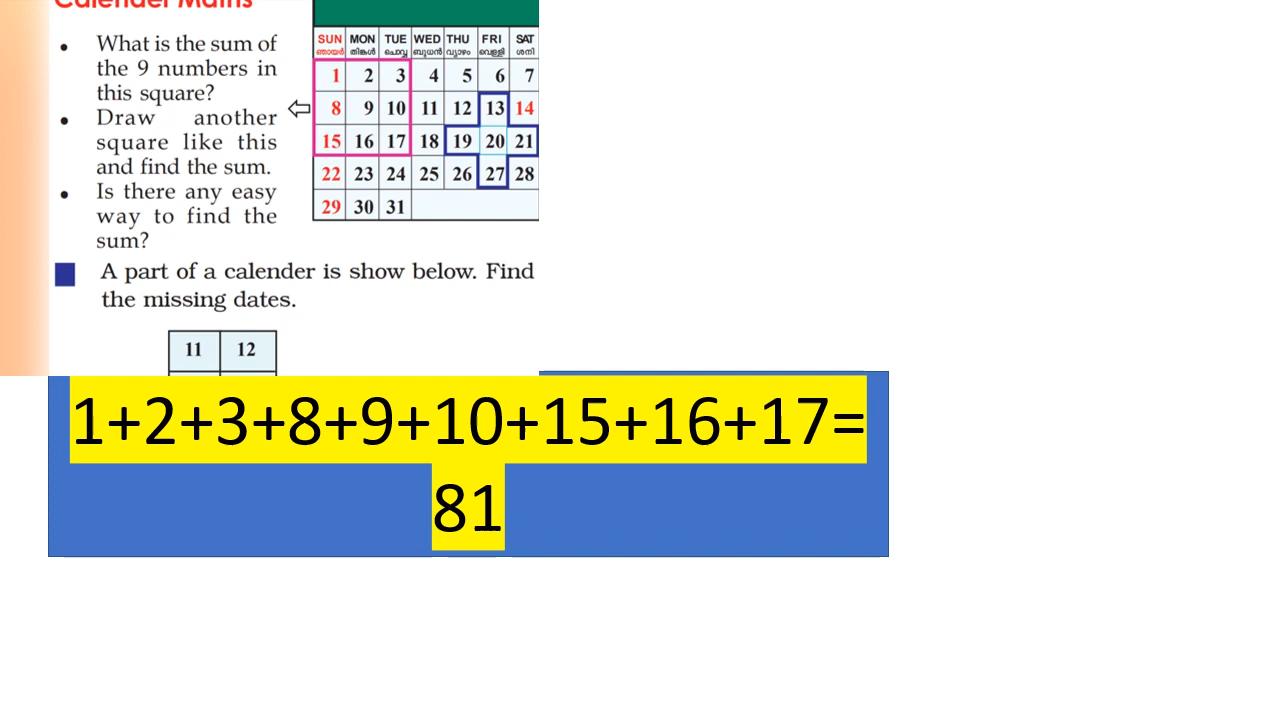 Calender Maths
• What is the sum of
the 9 numbers in
this square?
• Draw another
square like this
and find the sum.
• Is there any easy
way to find the
sum?
SUN MON TUE WED THU FRI SAT
ഞായർ തിങ്കൾ ചൊവ്വ ബുധൻ വ്യാഴം വെള്ളി ശനി
1 2 3 4 5 6 7
8 9 10 11 12 13 14
15 16 17 18 19 20 21
22 23 24 25 26 27 28
29 30 31
A part of a calender is show below. Find
the missing dates.
11 12
1+2+3+8+9+10+15+16+17=
81